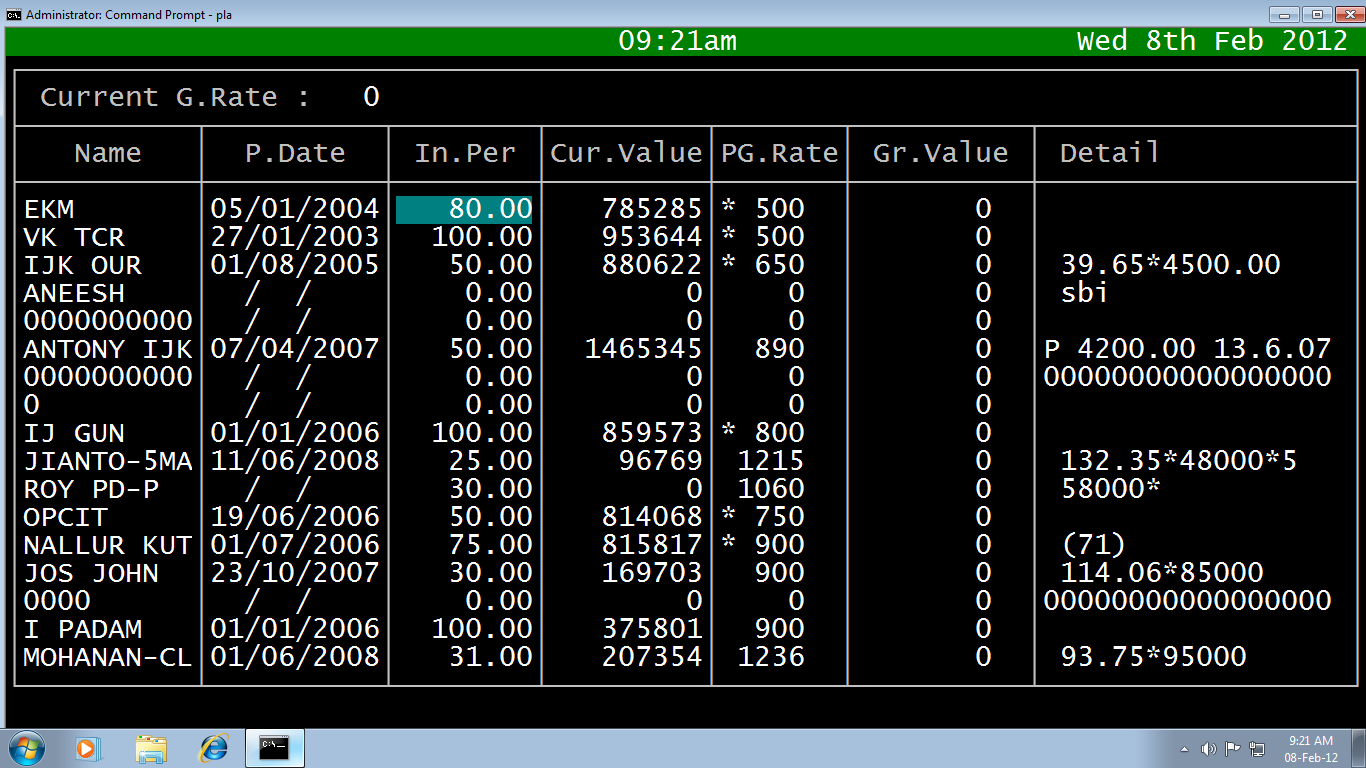 Administrator: Command Prompt - pla
09:21am Wed 8th Feb 2012
Current G.Rate : 0
Name P.Date In.Per Cur.Value PG.Rate Gr.Value Detail
EKM 05/01/2004 80.00 785285 * 500 0
VK TCR 27/01/2003 100.00 953644 * 500 0
IJK OUR 01/08/2005 50.00 880622 * 650 0 39.65*4500.00
ANEESH / / 0.00 0 0 0 sbi
0000000000 / / 0.00 0 0 0
ANTONY IJK 07/04/2007 50.00 1465345 890 0 P 4200.00 13.6.07
0000000000 / / 0.00 0 0 0 00000000000000000
0 / / 0.00 0 0 0
IJ GUN 01/01/2006 100.00 859573 * 800 0
JIANTO-5MA 11/06/2008 25.00 96769 1215 0 132.35*48000*5
ROY PD-P / / 30.00 0 1060 0 58000*
OPCIT 19/06/2006 50.00 814068 * 750 0
NALLUR KUT 01/07/2006 75.00 815817 * 900 0 (71)
JOS JOHN 23/10/2007 30.00 169703 900 0 114.06*85000
0000 / / 0.00 0 0 0 00000000000000000
I PADAM 01/01/2006 100.00 375801 900 0
MOHANAN-CL 01/06/2008 31.00 207354 1236 0 93.75*95000
C:\_
9:21 AM
08-Feb-12